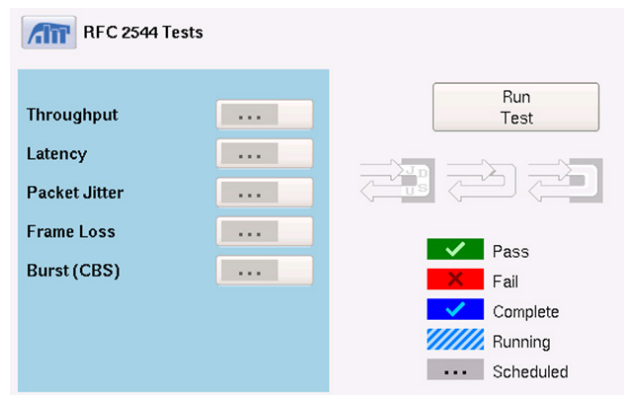 RFC 2544 Tests
Throughput ...
Latency ...
Packet Jitter ...
Frame Loss ...
Burst (CBS) ...
Run
Test
J D
U S
Pass
Fail
Complete
Running
... Scheduled